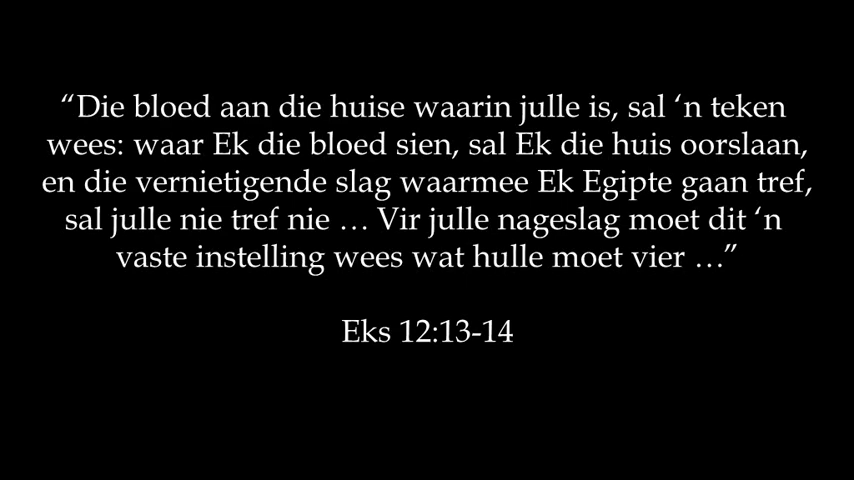 “Die bloed aan die huise waarin julle is, sal ‘n teken
wees: waar Ek die bloed sien, sal Ek die huis oorslaan,
en die vernietigende slag waarmee Ek Egipte gaan tref,
sal julle nie tref nie … Vir julle nageslag moet dit ‘n
vaste instelling wees wat hulle moet vier …”
Eks 12:13-14